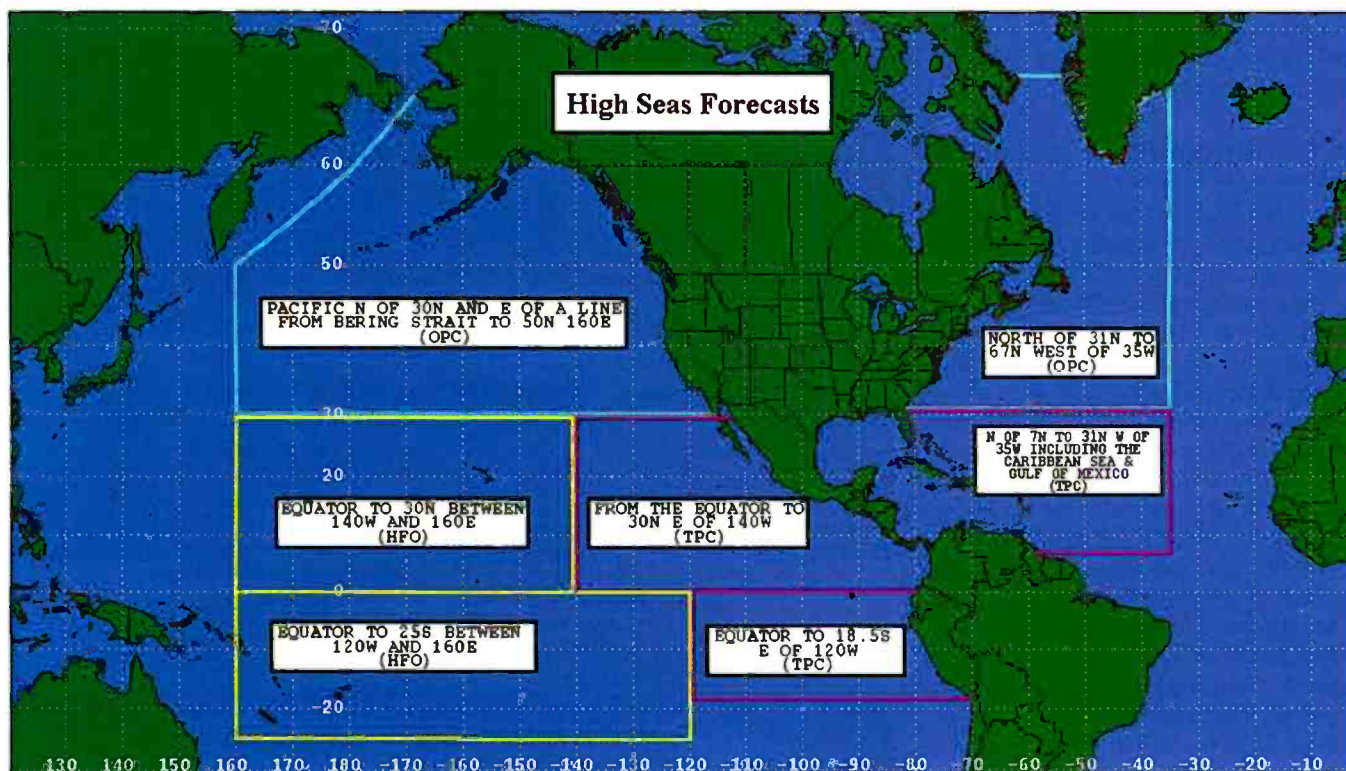 70
High Seas Forecasts
60
50
PACIFIC N OF 30N AND E OF A LINE
FROM BERING STRAIT TO 50N 160E
(OPC)
NORTH OF 31N TO
67N WEST OF 35W
(OPC)
30
N OF 7N TO 31N W OF
35W INCLUDING THE
CARIBBEAN SEA &
GULF OF MEXICO
(TPC)
20
EQUATOR TO 30N BETWEEN
140W AND 160E
(HFO)
FROM THE EQUATOR TO
30N E OF 140W
(TPC)
0
EQUATOR TO 25S BETWEEN
120W AND 160E
(HFO)
EQUATOR TO 18.5S
E OF 120W
(TPC)
-20
130 140 150 160 170 180 -170 -160 -150 -140 -130 -120 -110 -100 -90 -80 -70 -60 -50 -40 -30 -20 -10